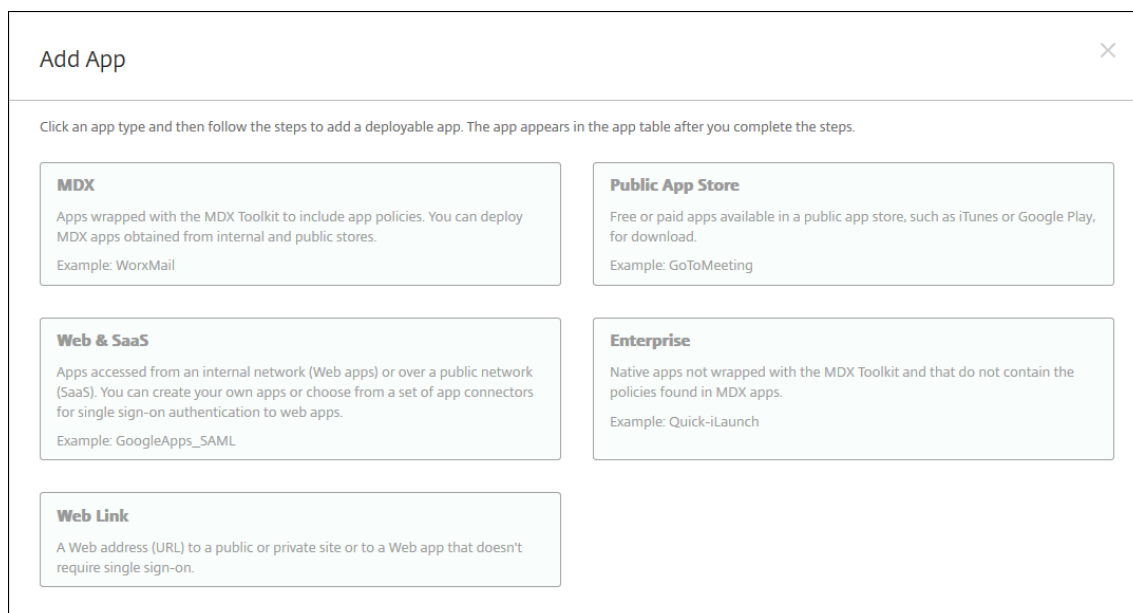 Add App
Click an app type and then follow the steps to add a deployable app. The app appears in the app table after you complete the steps.
MDX
Apps wrapped with the MDX Toolkit to include app policies. You can deploy
MDX apps obtained from internal and public stores.
Example: WorxMail
Public App Store
Free or paid apps available in a public app store, such as iTunes or Google Play,
for download.
Example: GoToMeeting
Web & SaaS
Apps accessed from an internal network (Web apps) or over a public network
(SaaS). You can create your own apps or choose from a set of app connectors
for single sign-on authentication to web apps.
Example: GoogleApps_SAML
Enterprise
Native apps not wrapped with the MDX Toolkit and that do not contain the
policies found in MDX apps.
Example: Quick-iLaunch
Web Link
A Web address (URL) to a public or private site or to a Web app that doesn't
require single sign-on.